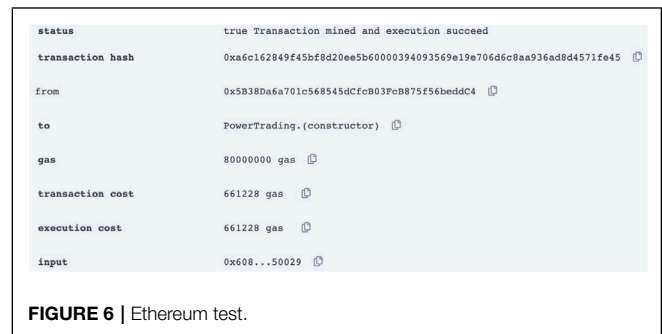 status true Transaction mined and execution succeed
transaction hash 0xa6c162849f45bf8d20ee5b60000394093569e19e706d6c8aa936ad8d4571fe45
from 0x5B38Da6a701c568545dCfcB03FcB875f56beddC4
to PowerTrading.(constructor)
gas 80000000 gas
transaction cost 661228 gas
execution cost 661228 gas
input 0x608...50029
FIGURE 6 | Ethereum test.